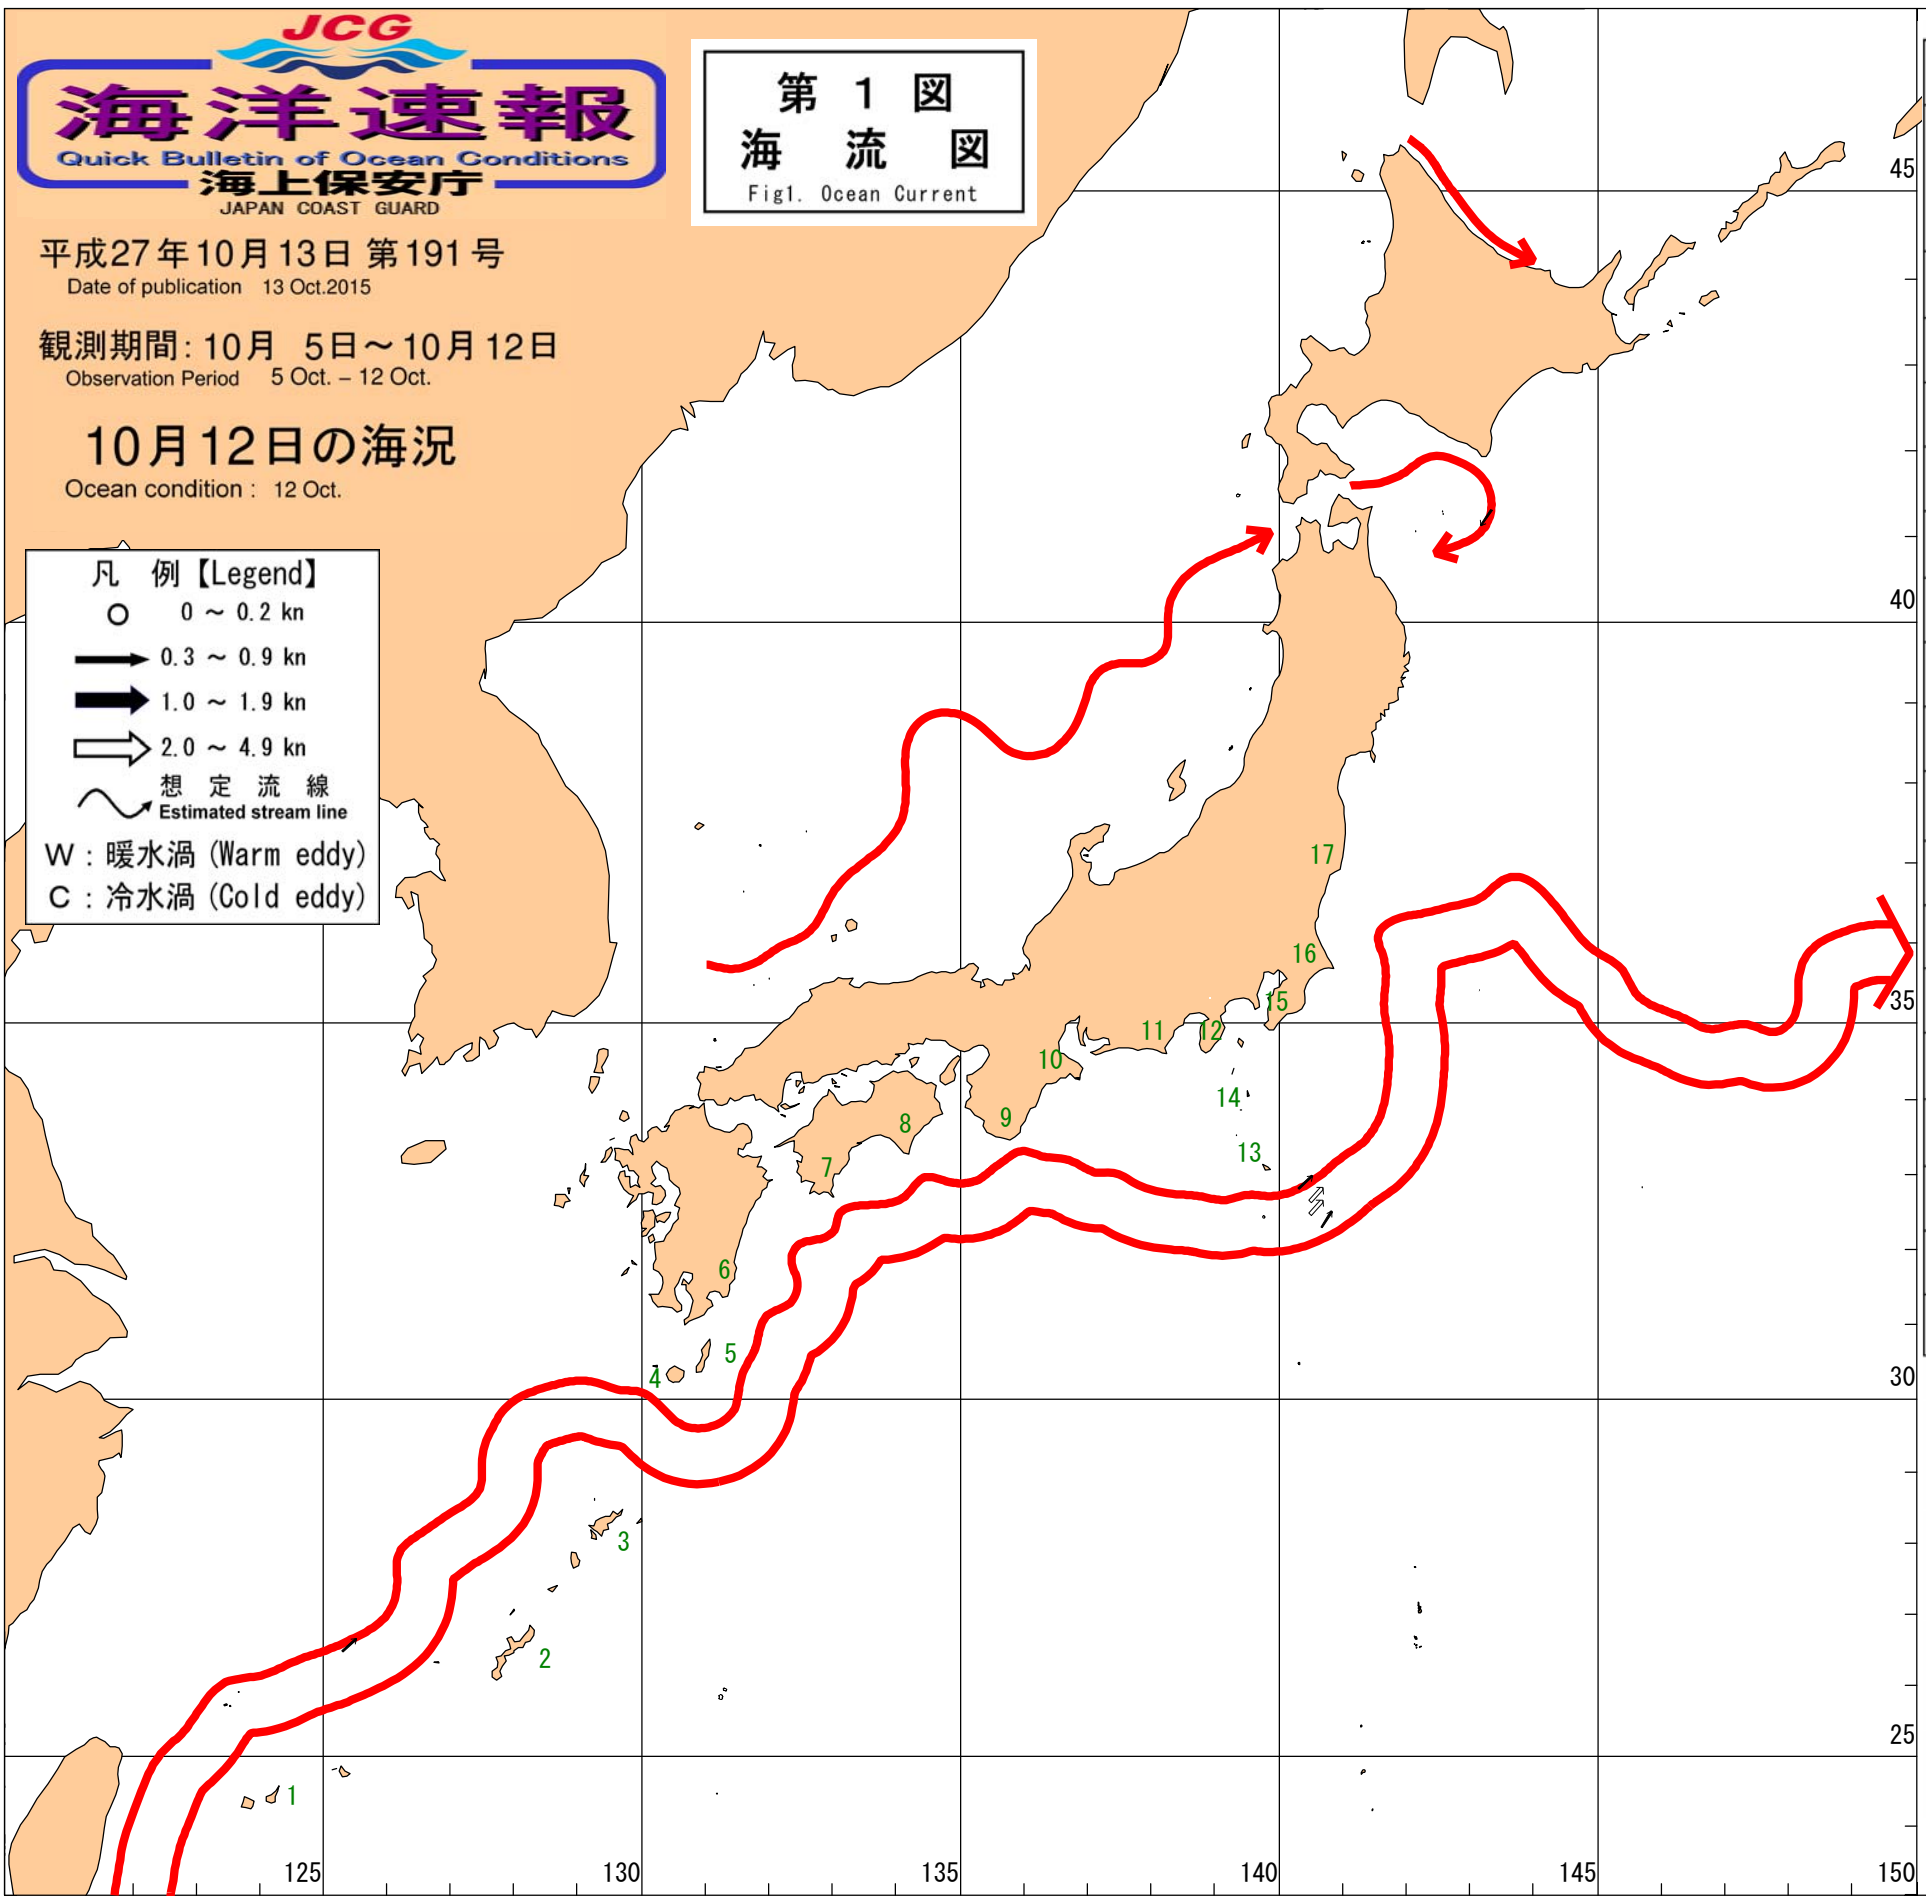 JCG
海洋速報
Quick Bulletin of Ocean Conditions
海上保安庁
JAPAN COAST GUARD
平成27年10月13日 第191号
Date of publication 13 Oct.2015
観測期間: 10月 5日～10月12日
Observation Period 5 Oct. – 12 Oct.
10月12日の海況
Ocean condition : 12 Oct.
第 1 図
海 流 図
Fig1. Ocean Current
凡 例【Legend】
0 ～ 0.2 kn
0.3 ～ 0.9 kn
1.0 ～ 1.9 kn
2.0 ～ 4.9 kn
想 定 流 線
Estimated stream line
W : 暖水渦 (Warm eddy)
C : 冷水渦 (Cold eddy)
45
40
35
30
25
17
16
15
12
11
10
14
13
9
8
7
6
5
4
3
2
1
125
130
135
140
145
150